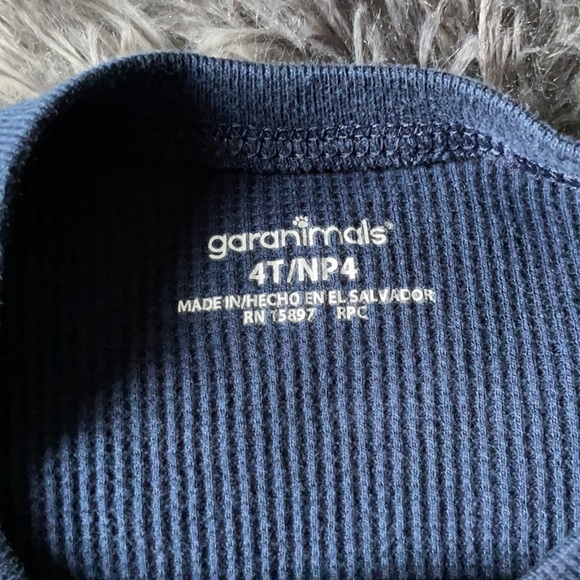 garanimals®
4T/NP4
MADE IN/HECHO EN EL SALVADOR
RN 15897 RPC